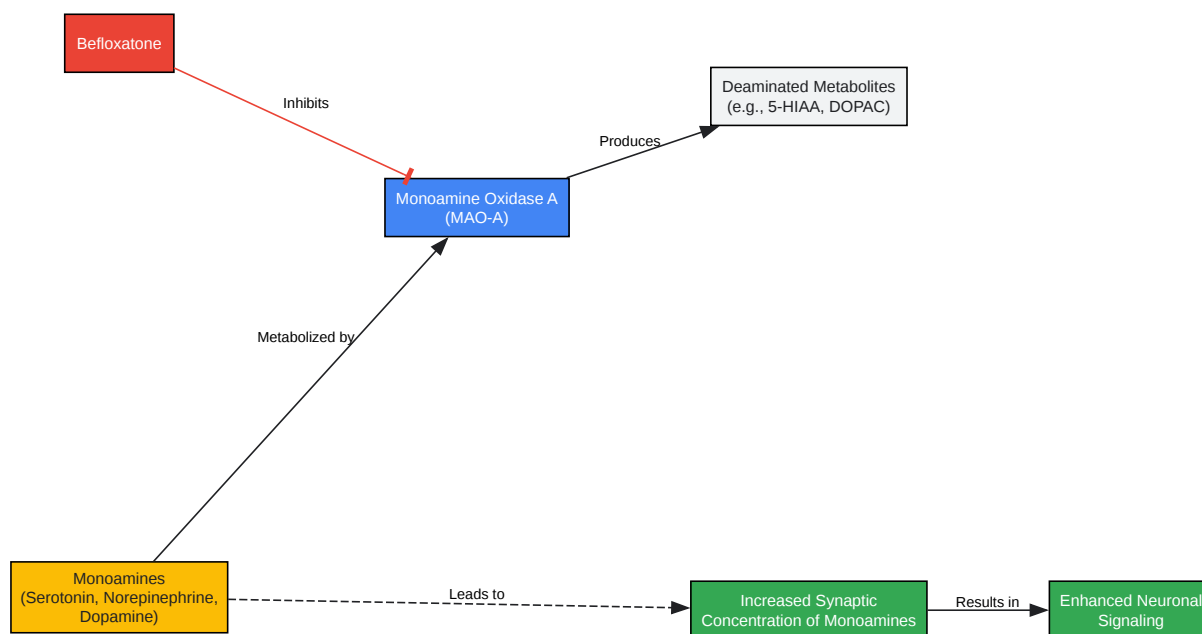 Befloxatone
Inhibits
Deaminated Metabolites
(e.g., 5-HIAA, DOPAC)
Produces
Monoamine Oxidase A
(MAO-A)
Metabolized by
Monoamines
(Serotonin, Norepinephrine,
Dopamine)
Leads to
Increased Synaptic
Concentration of Monoamines
Results in
Enhanced Neuronal
Signaling